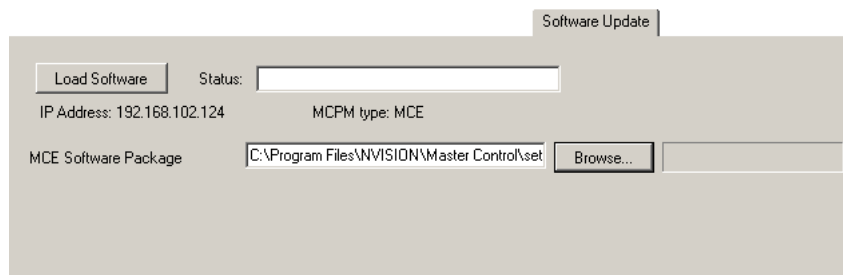 Software Update
Load Software Status:
IP Address: 192.168.102.124 MCPM type: MCE
MCE Software Package C:\Program Files\NVISION\Master Control\set Browse...